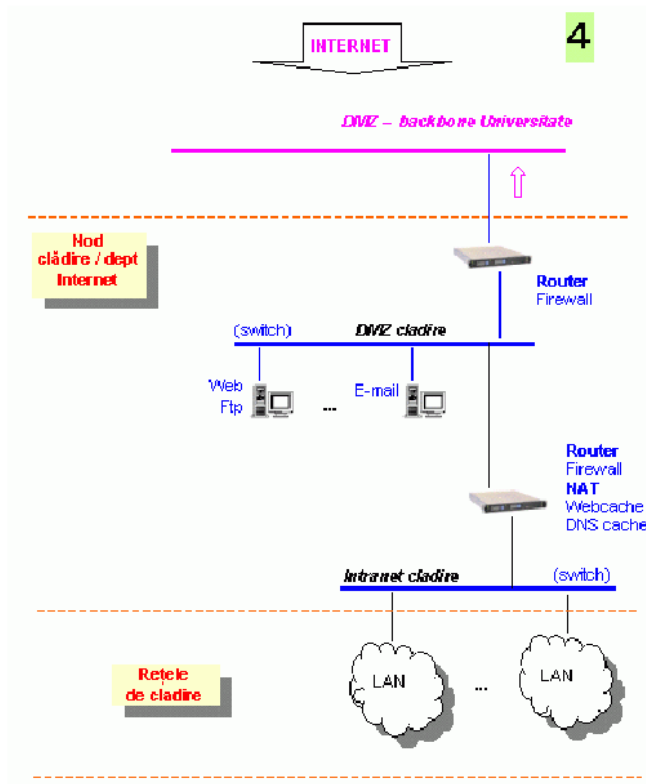 INTERNET
4
DMZ – backbone Universitate
Nod
clădire / dept
Internet
Router
Firewall
(switch)
DMZ cladire
Web
Ftp
...
E-mail
Router
Firewall
NAT
Webcache
DNS cache
Intranet cladire
(switch)
Rețele
de cladire
LAN
...
LAN